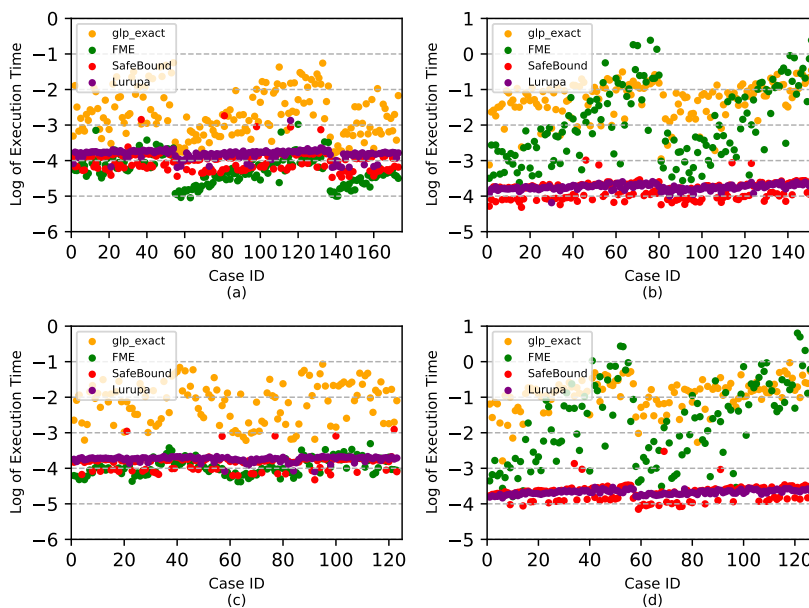 0
−1
−2
−3
−4
−5
−6
Log of Execution Time
glp_exact
FME
SafeBound
Lurupa
0 20 40 60 80 100 120 140 160
Case ID
(a)
1
0
−1
−2
−3
−4
−5
Log of Execution Time
glp_exact
FME
SafeBound
Lurupa
0 20 40 60 80 100 120 140
Case ID
(b)
0
−1
−2
−3
−4
−5
−6
Log of Execution Time
glp_exact
FME
SafeBound
Lurupa
0 20 40 60 80 100 120
Case ID
(c)
1
0
−1
−2
−3
−4
−5
Log of Execution Time
glp_exact
FME
SafeBound
Lurupa
0 20 40 60 80 100 120
Case ID
(d)